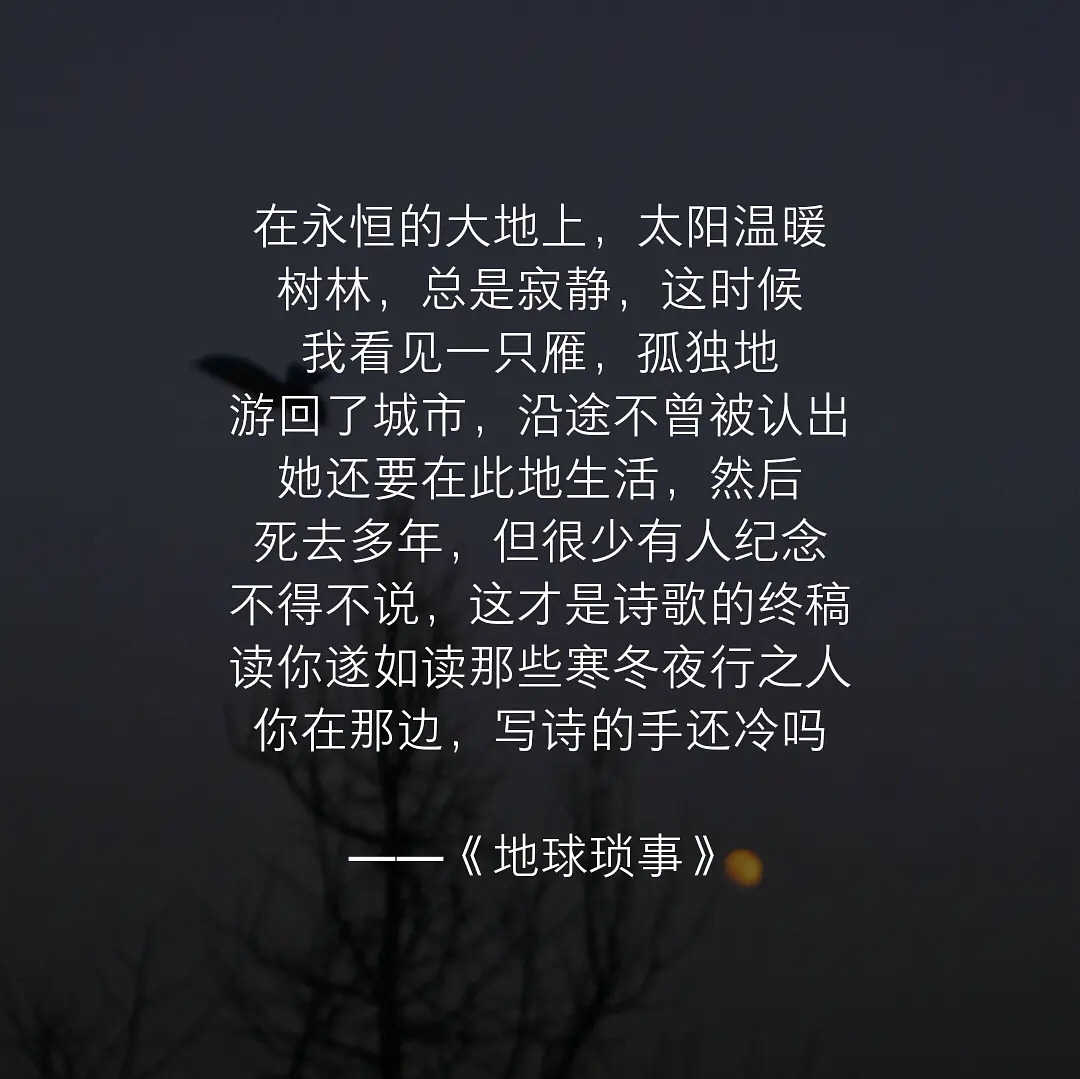 在永恒的大地上，太阳温暖
树林，总是寂静，这时候
我看见一只雁，孤独地
游回了城市，沿途不曾被认出
她还要在此地生活，然后
死去多年，但很少有人纪念
不得不说，这才是诗歌的终稿
读你遂如读那些寒冬夜行之人
你在那边，写诗的手还冷吗
——《地球琐事》